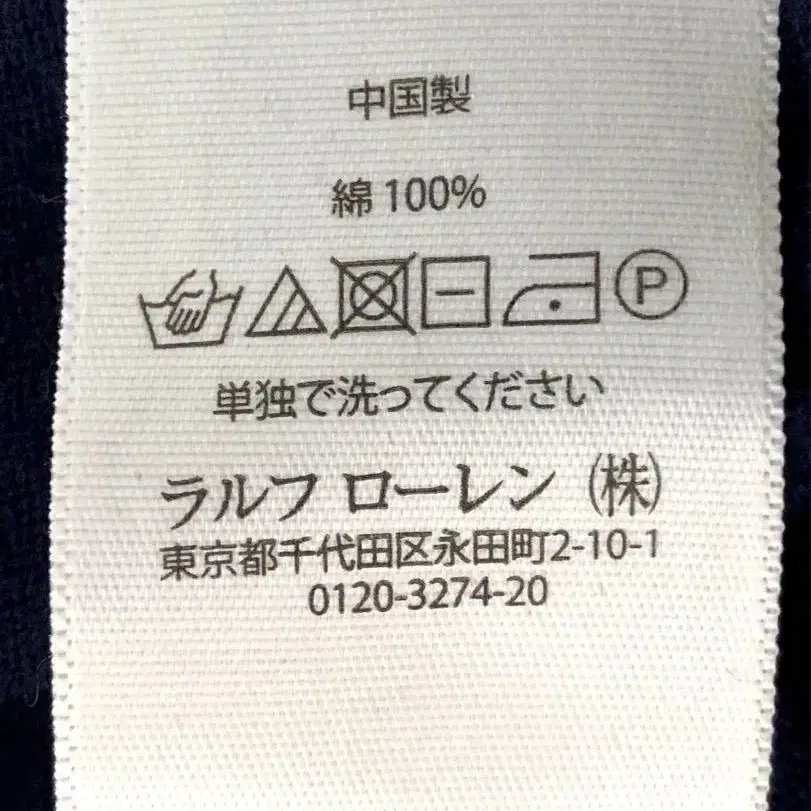 中国製
綿 100%
P
単独で洗ってください
ラルフ ローレン (株)
東京都千代田区永田町2-10-1
0120-3274-20